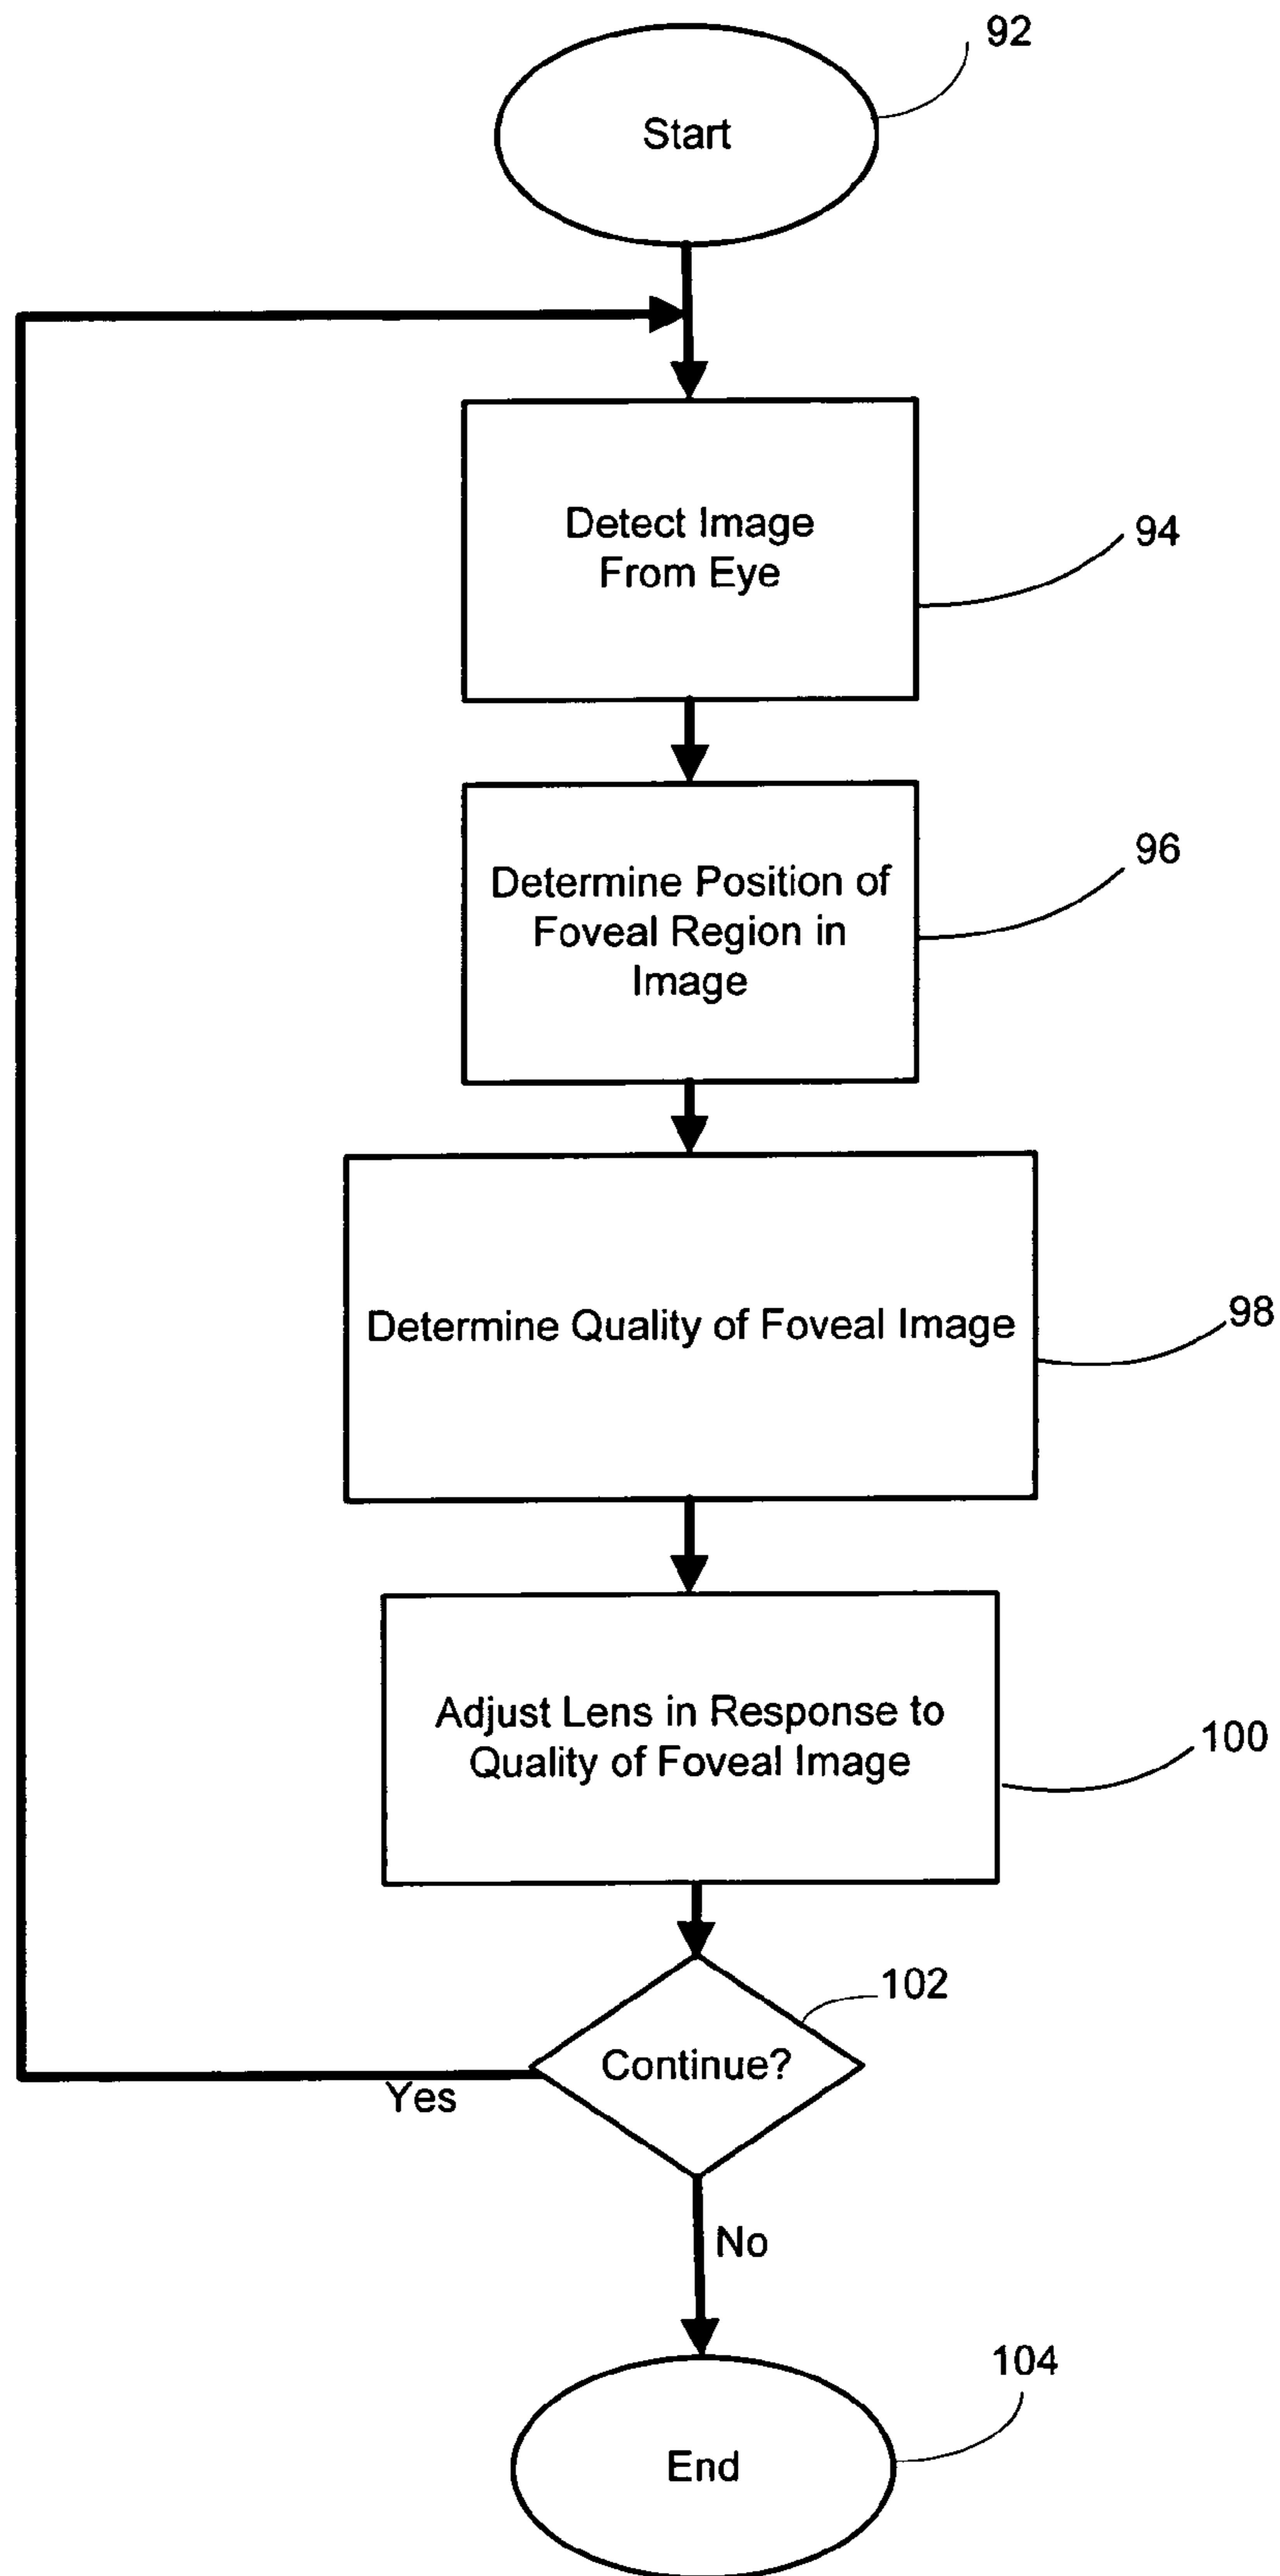 92
Start
Detect Image
From Eye
94
Determine Position of
Foveal Region in
Image
96
Determine Quality of Foveal Image
98
Adjust Lens in Response to
Quality of Foveal Image
100
102
Continue?
Yes
No
104
End